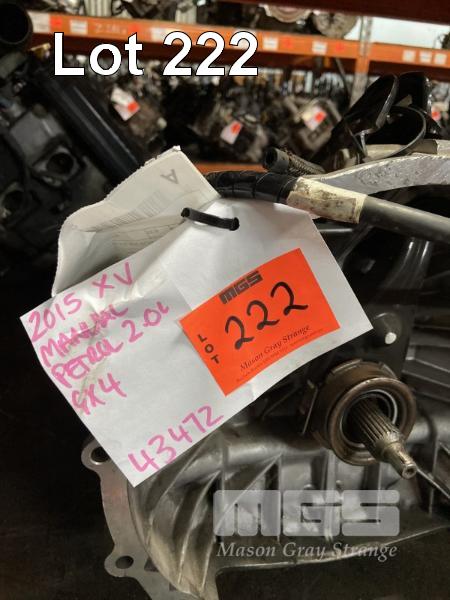 Lot 222
A
2015 XV
MANUAL
PETROL 2.0L
4X4
43472
MGS
LOT
222
Mason Gray Strange
MGS
Mason Gray Strange